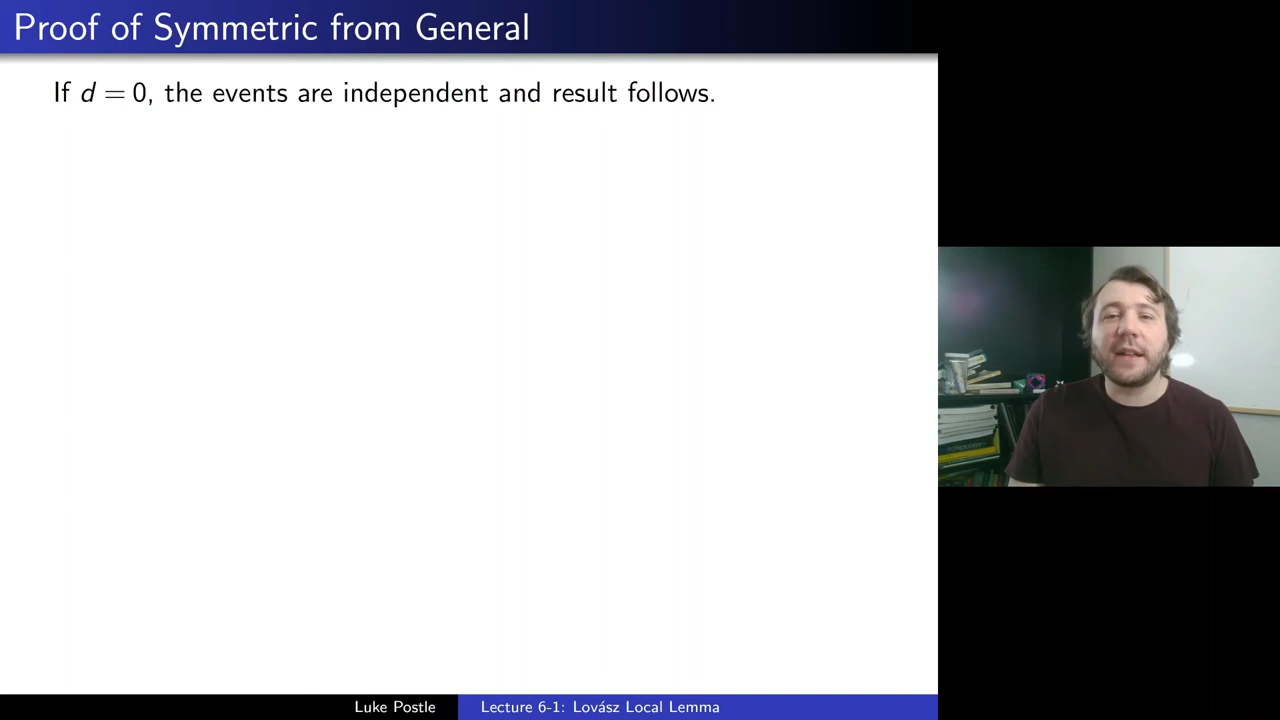 Proof of Symmetric from General
If d = 0, the events are independent and result follows.
Luke Postle
Lecture 6-1: Lovász Local Lemma